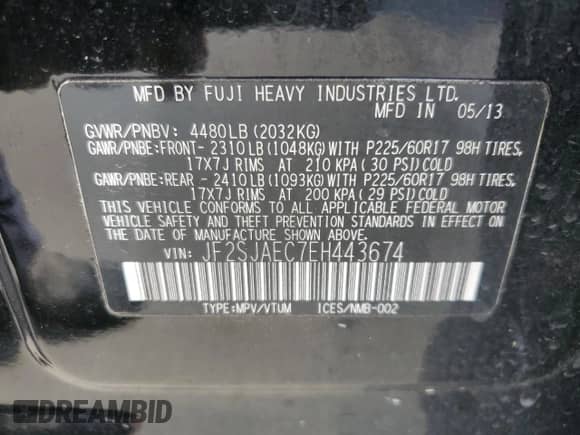 MFD BY FUJI HEAVY INDUSTRIES LTD.
MFD IN 05/13
GVWR/PNBV: 4480LB(2032KG)
GAWR/PNBE:FRONT-2310LB(1048KG)WITH P225/60R17 98H TIRES,
17X7J RIMS AT 210 KPA(30 PSI)COLD
GAWR/PNBE:REAR -2410LB(1093KG)WITH P225/60R17 98H TIRES,
17X7J RIMS AT 200 KPA(29 PSI)COLD
THIS VEHICLE CONFORMS TO ALL APPLICABLE FEDERAL MOTOR
VEHICLE SAFETY AND THEFT PREVENTION STANDARDS IN
EFFECT ON THE DATE OF MANUFACTURE SHOWN ABOVE.
VIN: JF2SJAEC7EH443674
TYPE:MPV/VTUM ICES/NMB-002
DREAMBID